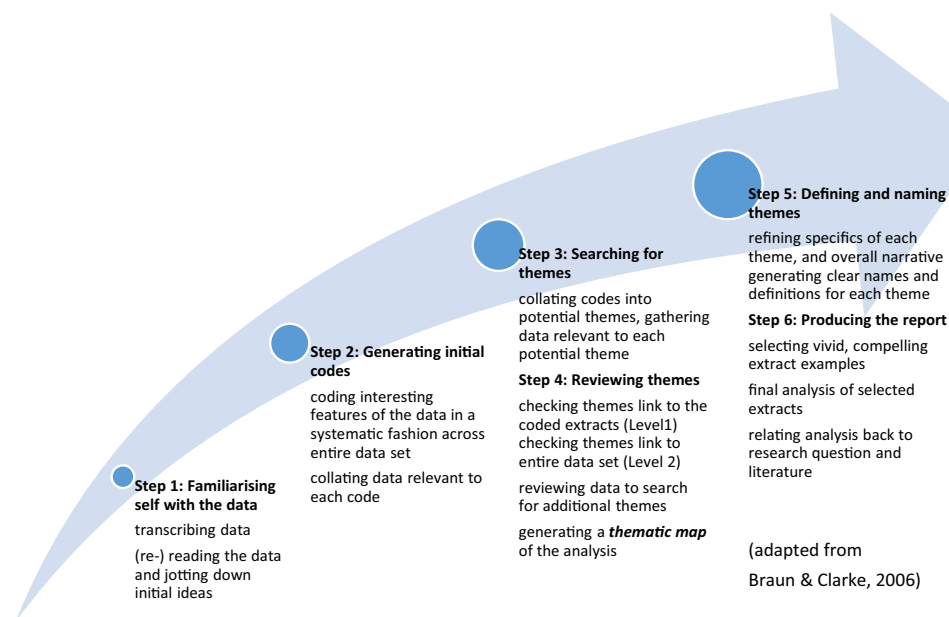 Step 1: Familiarising
self with the data
transcribing data
(re-) reading the data
and jotting down
initial ideas
Step 2: Generating initial
codes
coding interesting
features of the data in a
systematic fashion across
entire data set
collating data relevant to
each code
Step 3: Searching for
themes
collating codes into
potential themes, gathering
data relevant to each
potential theme
Step 4: Reviewing themes
checking themes link to the
coded extracts (Level1)
checking themes link to
entire data set (Level 2)
reviewing data to search
for additional themes
generating a thematic map
of the analysis
Step 5: Defining and naming
themes
refining specifics of each
theme, and overall narrative
generating clear names and
definitions for each theme
Step 6: Producing the report
selecting vivid, compelling
extract examples
final analysis of selected
extracts
relating analysis back to
research question and
literature
(adapted from
Braun & Clarke, 2006)